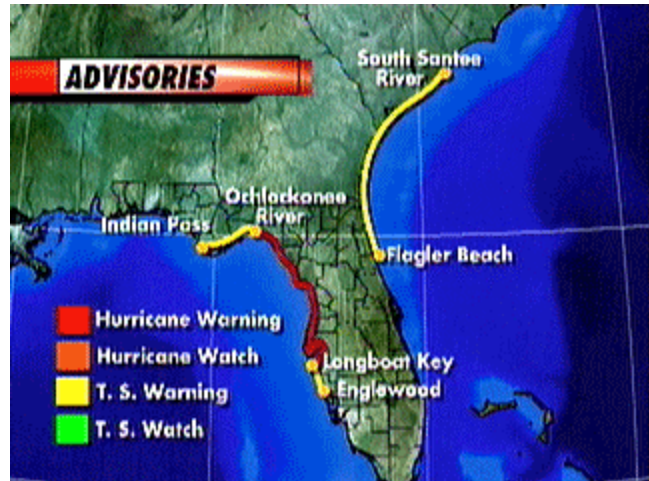 ADVISORIES
South Santee
River
Ochlockonee
River
Indian Pass
Flagler Beach
Hurricane Warning
Hurricane Watch
T. S. Warning
T. S. Watch
Longboat Key
Englewood